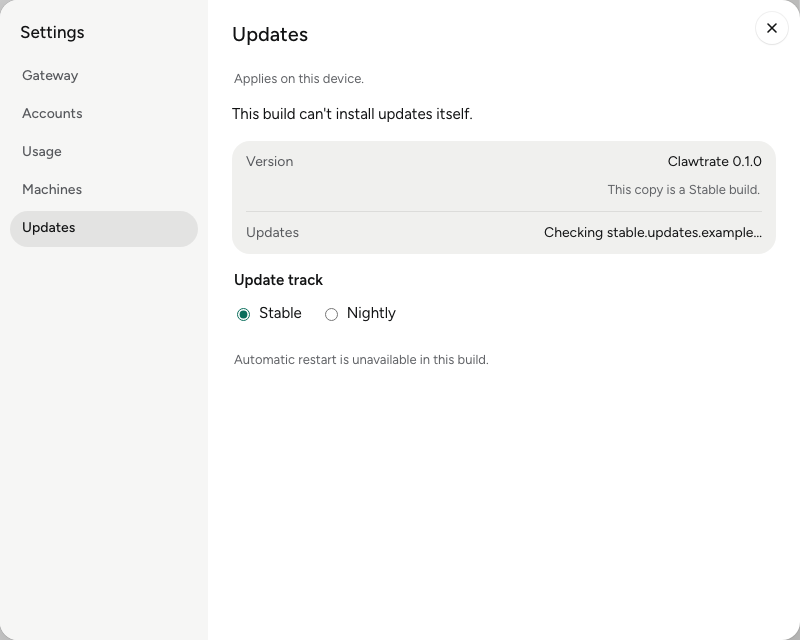 Settings
Gateway
Accounts
Usage
Machines
Updates
Updates
Applies on this device.
This build can't install updates itself.
Version
Clawtrate 0.1.0
This copy is a Stable build.
Updates
Checking stable.updates.example…
Update track
Stable
Nightly
Automatic restart is unavailable in this build.